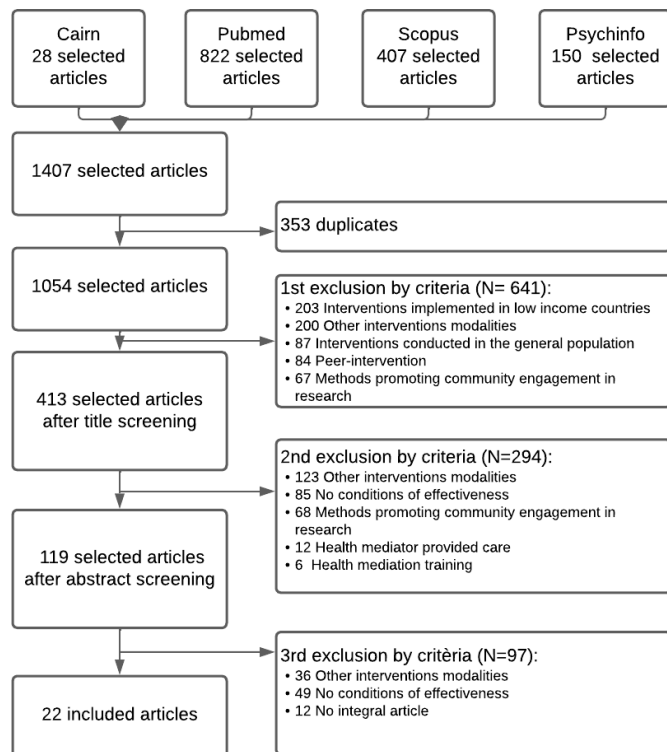 Cairn
28 selected
articles
Pubmed
822 selected
articles
Scopus
407 selected
articles
Psychinfo
150 selected
articles
1407 selected articles
353 duplicates
1054 selected articles
1st exclusion by criteria (N= 641):
• 203 Interventions implemented in low income countries
• 200 Other interventions modalities
• 87 Interventions conducted in the general population
• 84 Peer-intervention
• 67 Methods promoting community engagement in
research
413 selected articles
after title screening
2nd exclusion by criteria (N=294):
• 123 Other interventions modalities
• 85 No conditions of effectiveness
• 68 Methods promoting community engagement in
research
• 12 Health mediator provided care
• 6 Health mediation training
119 selected articles
after abstract screening
3rd exclusion by critèria (N=97):
• 36 Other interventions modalities
• 49 No conditions of effectiveness
• 12 No integral article
22 included articles